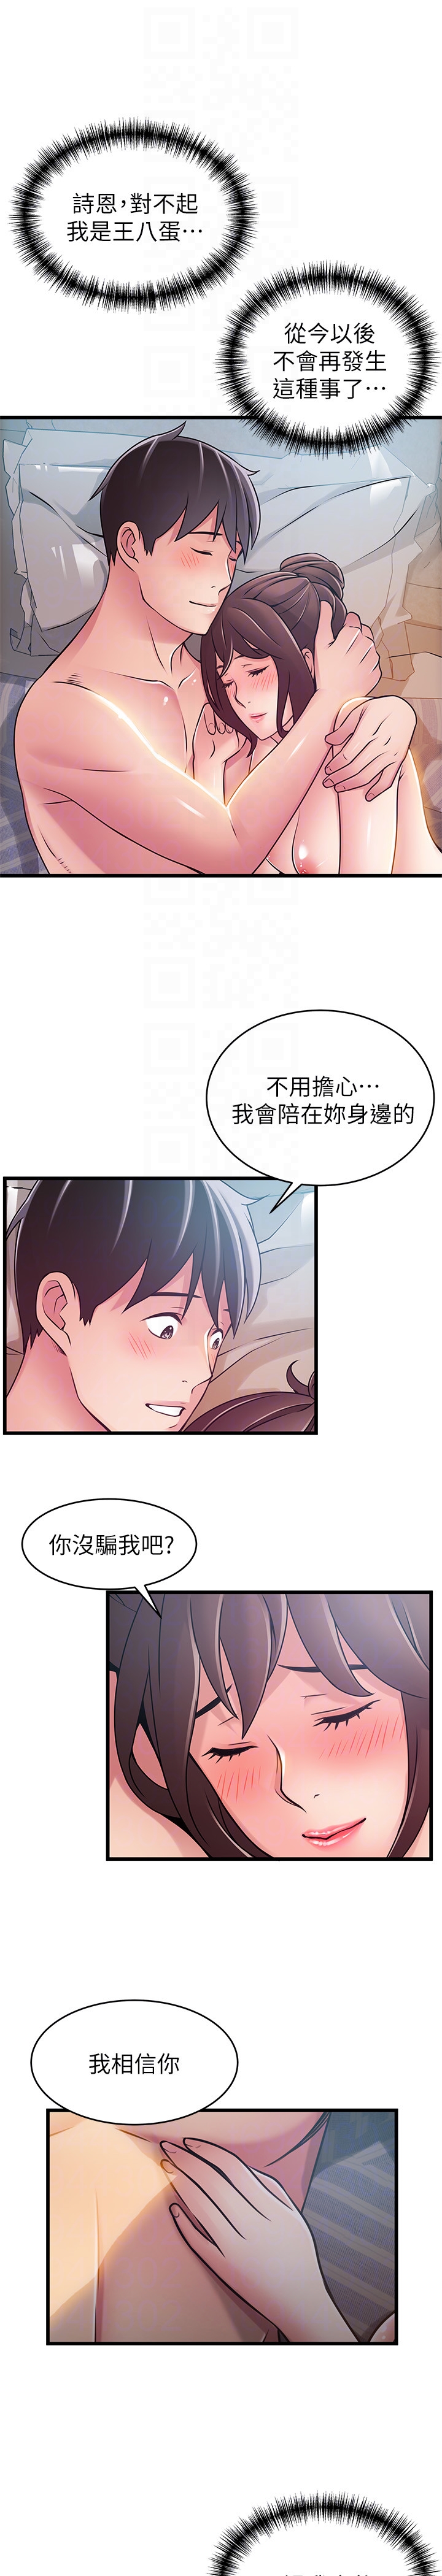 詩恩，對不起
我是王八蛋…
從今以後
不會再發生
這種事了…
不用擔心…
我會陪在妳身邊的
你沒騙我吧?
我相信你